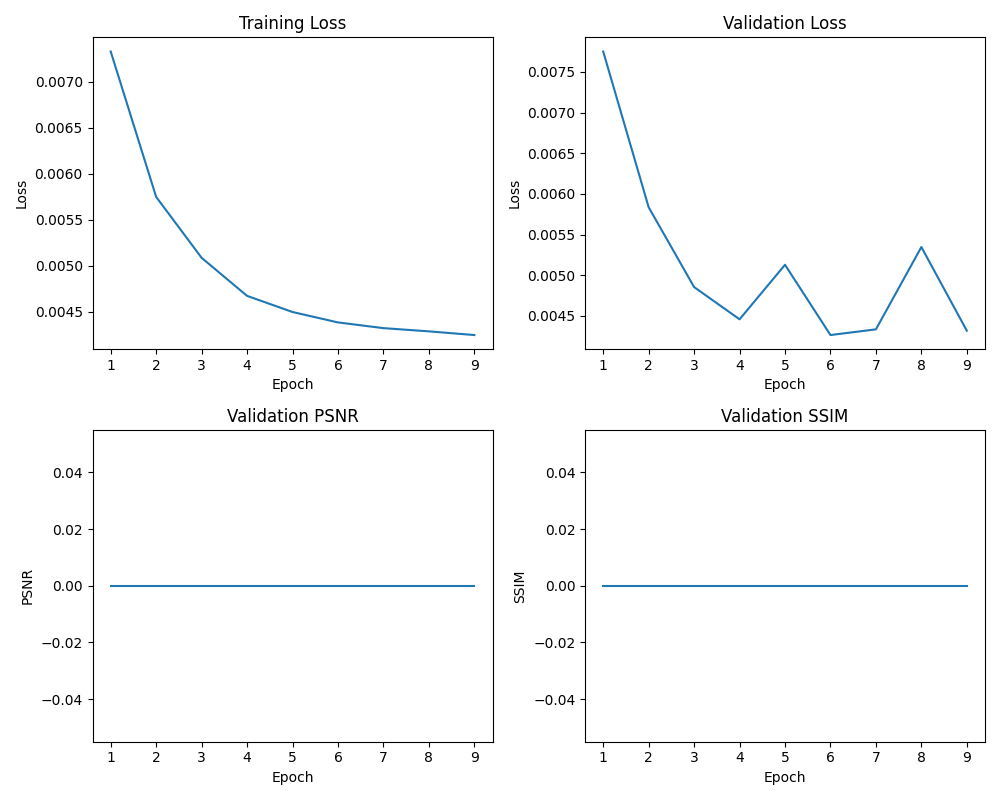 Training Loss
Validation Loss
0.0070
0.0065
0.0060
0.0055
0.0050
0.0045
Loss
1 2 3 4 5 6 7 8 9
Epoch
0.0075
0.0070
0.0065
0.0060
0.0055
0.0050
0.0045
Loss
1 2 3 4 5 6 7 8 9
Epoch
Validation PSNR
Validation SSIM
0.04
0.02
0.00
−0.02
−0.04
PSNR
1 2 3 4 5 6 7 8 9
Epoch
0.04
0.02
0.00
−0.02
−0.04
SSIM
1 2 3 4 5 6 7 8 9
Epoch